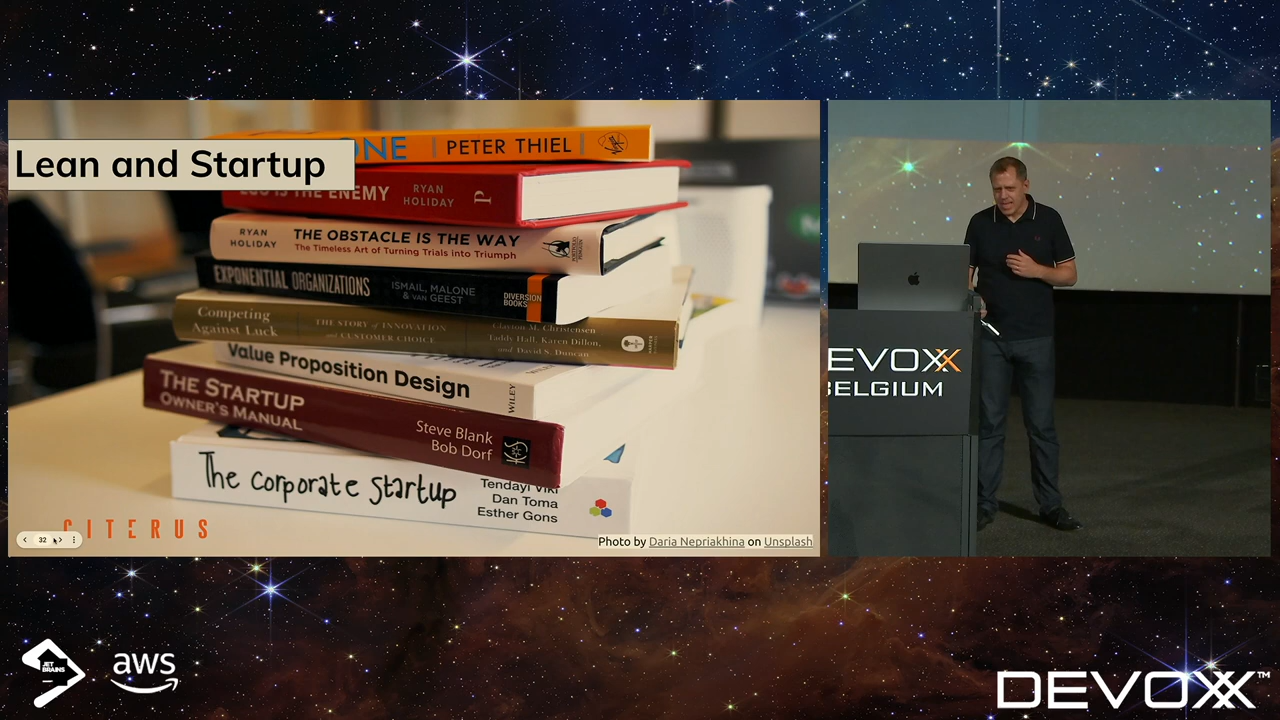 Lean and Startup
ONE | PETER THIEL
THE ENEMY RYAN HOLIDAY P
RYAN HOLIDAY THE OBSTACLE IS THE WAY
The Timeless Art of Turning Trials into Triumph
EXPONENTIAL ORGANIZATIONS ISMAIL, MALONE & VAN GEEST DIVERSION BOOKS
Competing Against Luck THE STORY of INNOVATION and CUSTOMER CHOICE Clayton M. Christensen
Taddy Hall, Karen Dillon,
and David S. Duncan
Value Proposition Design WILEY
THE STARTUP
OWNER'S MANUAL
Steve Blank
Bob Dorf
The Corporate Startup
Tendayi Viki
Dan Toma
Esther Gons
CITERUS
32
Photo by Daria Nepriakhina on Unsplash
EVOXX
BELGIUM
JET
BRAINS
aws
DEVOXX™